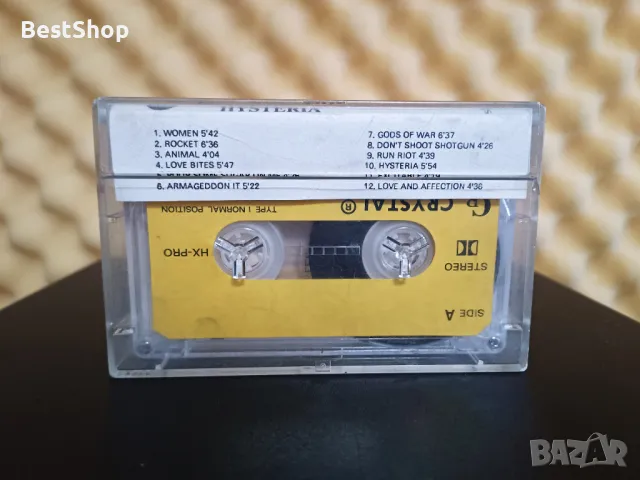 BestShop
HYSTERIA
1. WOMEN 5'42
2. ROCKET 6'36
3. ANIMAL 4'04
4. LOVE BITES 5'47
6. ARMAGEDDON IT 5'22
7. GODS OF WAR 6'37
8. DON'T SHOOT SHOTGUN 4'26
9. RUN RIOT 4'39
10. HYSTERIA 5'54
12. LOVE AND AFFECTION 4'36
CRYSTAL ®
TYPE I NORMAL POSITION
HX-PRO
STEREO
SIDE A
BAZAR